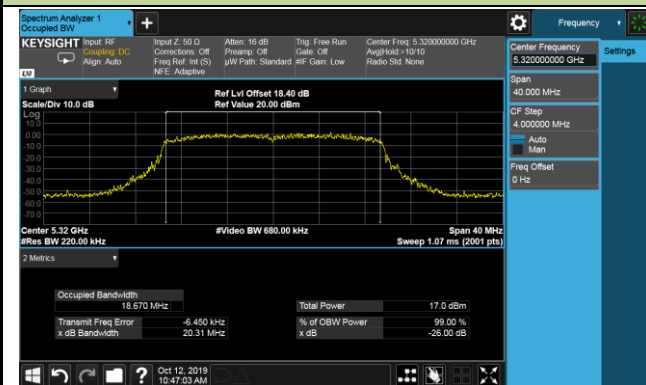 Spectrum Analyzer 1
Occupied BW
Frequency
KEYSIGHT
Input: RF
Coupling: DC
Align: Auto
Input Z: 50 Ω
Corrections: Off
Freq Ref: Int (S)
NFE: Adaptive
Atten: 16 dB
Preamp: Off
µW Path: Standard
Trig: Free Run
Gate: Off
#IF Gain: Low
Center Freq: 5.320000000 GHz
Avg|Hold:>10/10
Radio Std: None
Center Frequency
5.320000000 GHz
Settings
Span
40.000 MHz
CF Step
4.000000 MHz
Auto
Man
Freq Offset
0 Hz
1 Graph
Scale/Div 10.0 dB
Ref Lvl Offset 18.40 dB
Ref Value 20.00 dBm
Log
10.0
0.00
-10.0
-20.0
-30.0
-40.0
-50.0
-60.0
-70.0
Center 5.32 GHz
#Res BW 220.00 kHz
#Video BW 680.00 kHz
Span 40 MHz
Sweep 1.07 ms (2001 pts)
2 Metrics
Occupied Bandwidth
18.670 MHz
Total Power 17.0 dBm
Transmit Freq Error -6.450 kHz
% of OBW Power 99.00 %
x dB Bandwidth 20.31 MHz
x dB -26.00 dB
?
Oct 12, 2019
10:47:03 AM